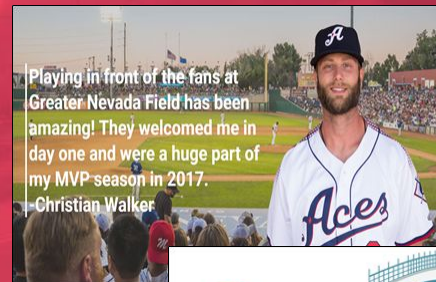 Playing in front of the fans at
Greater Nevada Field has been
amazing! They welcomed me in
day one and were a huge part of
my MVP season in 2017.
-Christian Walker
A
Aces
M